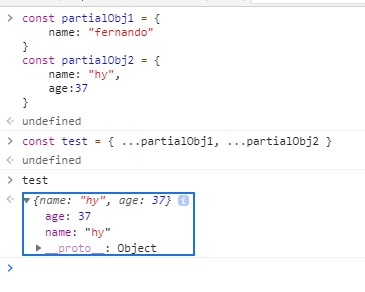 > const partialObj1 = {
name: "fernando"
}
const partialObj2 = {
name: "hy",
age:37
}
undefined
> const test = { ...partialObj1, ...partialObj2 }
undefined
> test
{name: "hy", age: 37} i
age: 37
name: "hy"
__proto__: Object
>